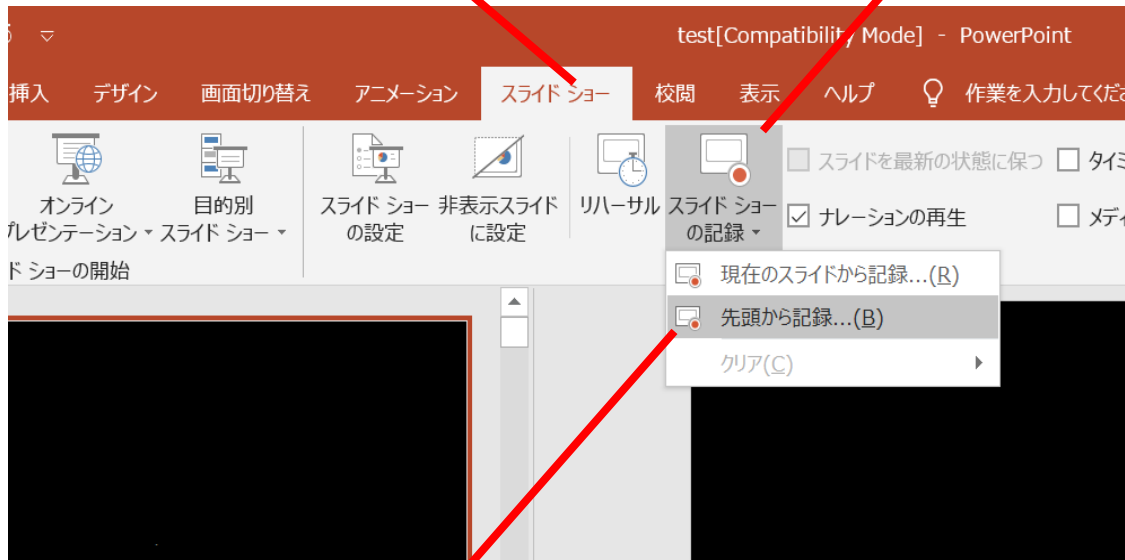 test[Compatibility Mode] - PowerPoint
挿入 デザイン 画面切り替え アニメーション スライド ショー 校閲 表示 ヘルプ 作業を入力してくださ
オンライン
プレゼンテーション
目的別
スライド ショー
スライド ショー
の設定
非表示スライド
に設定
リハーサル
スライド ショー
の記録
スライドを最新の状態に保つ
ナレーションの再生
タイミ
メディ
ド ショーの開始
現在のスライドから記録...(R)
先頭から記録...(B)
クリア(C)